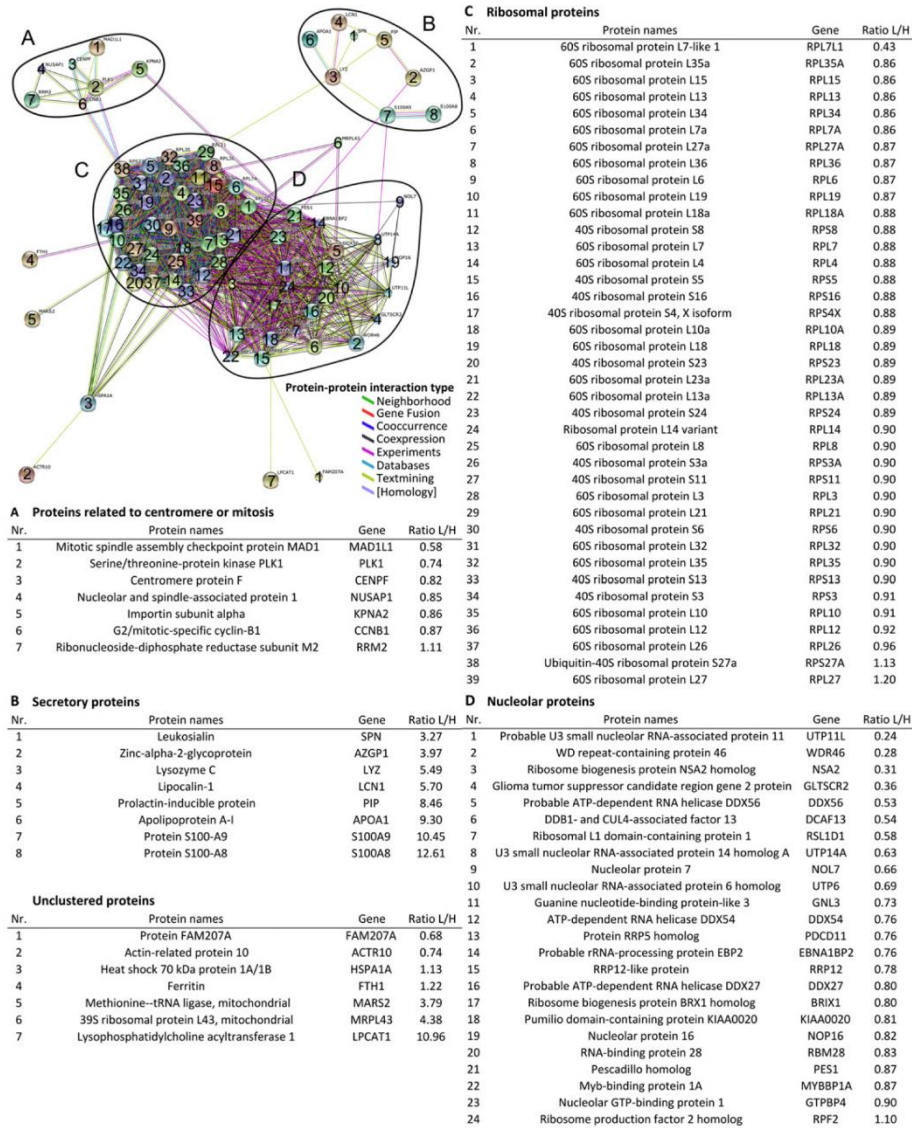 A
B
C
D
MAD1L1
CENPF
NUSAP1
KPNA2
PLK1
CCNB1
RRM2
LCN1
APOA1
SPN
PIP
LYZ
AZGP1
S100A9
S100A8
MRPL43
NOL7
UTP14A
NOP16
UTP11L
GLTSCR2
FTH1
MARS2
HSPA1A
ACTR10
LPCAT1
FAM207A
Protein-protein interaction type
Neighborhood
Gene Fusion
Cooccurrence
Coexpression
Experiments
Databases
Textmining
[Homology]
A Proteins related to centromere or mitosis
Nr. Protein names Gene Ratio L/H
1 Mitotic spindle assembly checkpoint protein MAD1 MAD1L1 0.58
2 Serine/threonine-protein kinase PLK1 PLK1 0.74
3 Centromere protein F CENPF 0.82
4 Nucleolar and spindle-associated protein 1 NUSAP1 0.85
5 Importin subunit alpha KPNA2 0.86
6 G2/mitotic-specific cyclin-B1 CCNB1 0.87
7 Ribonucleoside-diphosphate reductase subunit M2 RRM2 1.11
B Secretory proteins
Nr. Protein names Gene Ratio L/H
1 Leukosialin SPN 3.27
2 Zinc-alpha-2-glycoprotein AZGP1 3.97
3 Lysozyme C LYZ 5.49
4 Lipocalin-1 LCN1 5.70
5 Prolactin-inducible protein PIP 8.46
6 Apolipoprotein A-I APOA1 9.30
7 Protein S100-A9 S100A9 10.45
8 Protein S100-A8 S100A8 12.61
Unclustered proteins
Nr. Protein names Gene Ratio L/H
1 Protein FAM207A FAM207A 0.68
2 Actin-related protein 10 ACTR10 0.74
3 Heat shock 70 kDa protein 1A/1B HSPA1A 1.13
4 Ferritin FTH1 1.22
5 Methionine--tRNA ligase, mitochondrial MARS2 3.79
6 39S ribosomal protein L43, mitochondrial MRPL43 4.38
7 Lysophosphatidylcholine acyltransferase 1 LPCAT1 10.96
C Ribosomal proteins
Nr. Protein names Gene Ratio L/H
1 60S ribosomal protein L7-like 1 RPL7L1 0.43
2 60S ribosomal protein L35a RPL35A 0.86
3 60S ribosomal protein L15 RPL15 0.86
4 60S ribosomal protein L13 RPL13 0.86
5 60S ribosomal protein L34 RPL34 0.86
6 60S ribosomal protein L7a RPL7A 0.86
7 60S ribosomal protein L27a RPL27A 0.87
8 60S ribosomal protein L36 RPL36 0.87
9 60S ribosomal protein L6 RPL6 0.87
10 60S ribosomal protein L19 RPL19 0.87
11 60S ribosomal protein L18a RPL18A 0.88
12 40S ribosomal protein S8 RPS8 0.88
13 60S ribosomal protein L7 RPL7 0.88
14 60S ribosomal protein L4 RPL4 0.88
15 40S ribosomal protein S5 RPS5 0.88
16 40S ribosomal protein S16 RPS16 0.88
17 40S ribosomal protein S4, X isoform RPS4X 0.88
18 60S ribosomal protein L10a RPL10A 0.89
19 60S ribosomal protein L18 RPL18 0.89
20 40S ribosomal protein S23 RPS23 0.89
21 60S ribosomal protein L23a RPL23A 0.89
22 60S ribosomal protein L13a RPL13A 0.89
23 40S ribosomal protein S24 RPS24 0.89
24 Ribosomal protein L14 variant RPL14 0.90
25 60S ribosomal protein L8 RPL8 0.90
26 40S ribosomal protein S3a RPS3A 0.90
27 40S ribosomal protein S11 RPS11 0.90
28 60S ribosomal protein L3 RPL3 0.90
29 60S ribosomal protein L21 RPL21 0.90
30 40S ribosomal protein S6 RPS6 0.90
31 60S ribosomal protein L32 RPL32 0.90
32 60S ribosomal protein L35 RPL35 0.90
33 40S ribosomal protein S13 RPS13 0.90
34 40S ribosomal protein S3 RPS3 0.91
35 60S ribosomal protein L10 RPL10 0.91
36 60S ribosomal protein L12 RPL12 0.92
37 60S ribosomal protein L26 RPL26 0.96
38 Ubiquitin-40S ribosomal protein S27a RPS27A 1.13
39 60S ribosomal protein L27 RPL27 1.20
D Nucleolar proteins
Nr. Protein names Gene Ratio L/H
1 Probable U3 small nucleolar RNA-associated protein 11 UTP11L 0.24
2 WD repeat-containing protein 46 WDR46 0.28
3 Ribosome biogenesis protein NSA2 homolog NSA2 0.31
4 Glioma tumor suppressor candidate region gene 2 protein GLTSCR2 0.36
5 Probable ATP-dependent RNA helicase DDX56 DDX56 0.53
6 DDB1- and CUL4-associated factor 13 DCAF13 0.54
7 Ribosomal L1 domain-containing protein 1 RSL1D1 0.58
8 U3 small nucleolar RNA-associated protein 14 homolog A UTP14A 0.63
9 Nucleolar protein 7 NOL7 0.66
10 U3 small nucleolar RNA-associated protein 6 homolog UTP6 0.69
11 Guanine nucleotide-binding protein-like 3 GNL3 0.73
12 ATP-dependent RNA helicase DDX54 DDX54 0.76
13 Protein RRP5 homolog PDCD11 0.76
14 Probable rRNA-processing protein EBP2 EBNA1BP2 0.76
15 RRP12-like protein RRP12 0.78
16 Probable ATP-dependent RNA helicase DDX27 DDX27 0.80
17 Ribosome biogenesis protein BRX1 homolog BRIX1 0.80
18 Pumilio domain-containing protein KIAA0020 KIAA0020 0.81
19 Nucleolar protein 16 NOP16 0.82
20 RNA-binding protein 28 RBM28 0.83
21 Pescadillo homolog PES1 0.87
22 Myb-binding protein 1A MYBBP1A 0.87
23 Nucleolar GTP-binding protein 1 GTPBP4 0.90
24 Ribosome production factor 2 homolog RPF2 1.10